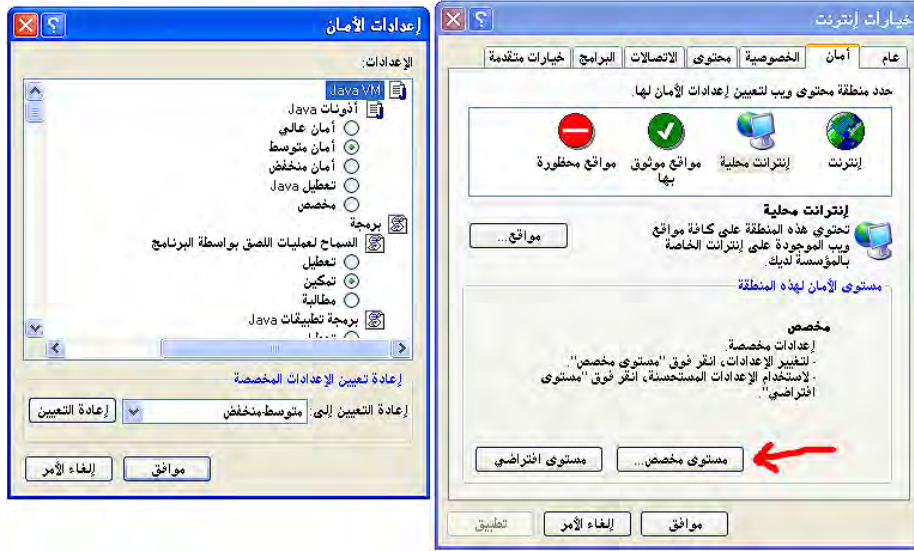 خيارات إنترنت
عام
أمان
الخصوصية
محتوى
الاتصالات
البرامج
خيارات متقدمة
حدد منطقة محتوى ويب لتعيين إعدادات الأمان لها.
إنترنت
إنترانت محلية
مواقع موثوق بها
مواقع محظورة
إنترانت محلية
تحتوي هذه المنطقة على كافة مواقع
ويب الموجودة على إنترانت الخاصة
بالمؤسسة لديك.
مواقع...
مستوى الأمان لهذه المنطقة
مخصص
إعدادات مخصصة.
- لتغيير الإعدادات، انقر فوق "مستوى مخصص".
- لاستخدام الإعدادات المستحسنة، انقر فوق "مستوى
افتراضي".
مستوى مخصص...
مستوى افتراضي
موافق
إلغاء الأمر
تطبيق
إعدادات الأمان
الإعدادات:
Java VM
أذونات Java
أمان عالي
أمان متوسط
أمان منخفض
تعطيل Java
مخصص
برمجة
السماح لعمليات اللصق بواسطة البرنامج
تعطيل
تمكين
مطالبة
برمجة تطبيقات Java
إعادة تعيين الإعدادات المخصصة
إعادة التعيين إلى:
متوسط-منخفض
إعادة التعيين
موافق
إلغاء الأمر